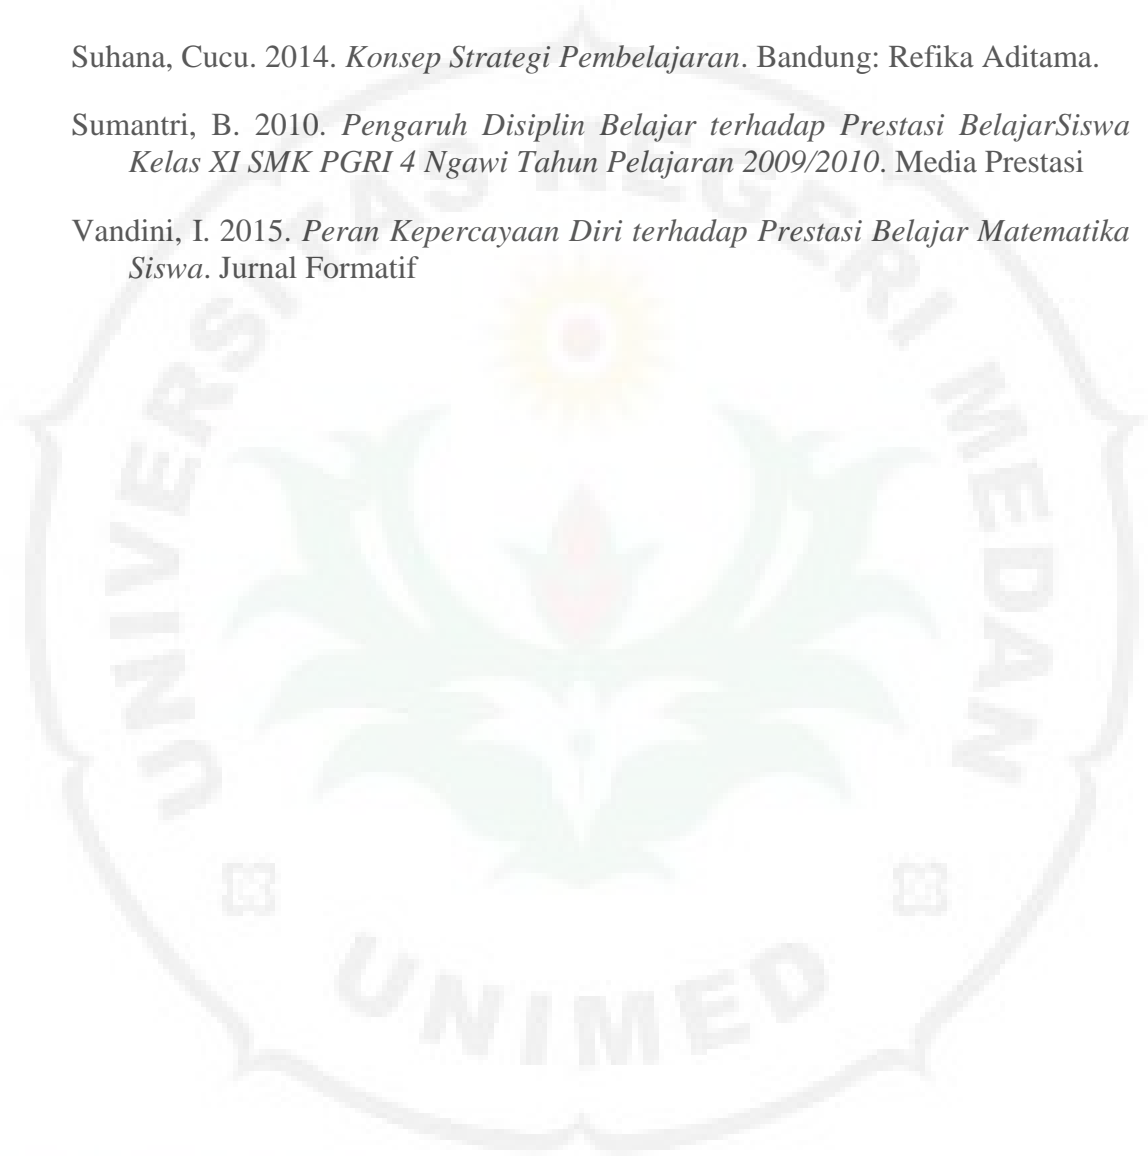 Suhana, Cucu. 2014. Konsep Strategi Pembelajaran. Bandung: Refika Aditama.
Sumantri, B. 2010. Pengaruh Disiplin Belajar terhadap Prestasi BelajarSiswa
Kelas XI SMK PGRI 4 Ngawi Tahun Pelajaran 2009/2010. Media Prestasi
Vandini, I. 2015. Peran Kepercayaan Diri terhadap Prestasi Belajar Matematika
Siswa. Jurnal Formatif
UNIVERSITAS NEGERI MEDAN
UNIMED